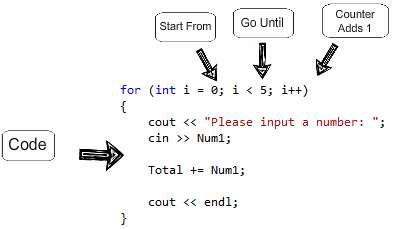 Start From
Go Until
Counter
Adds 1
for (int i = 0; i < 5; i++)
{
cout << "Please input a number: ";
cin >> Num1;
Code
Total += Num1;
cout << endl;
}